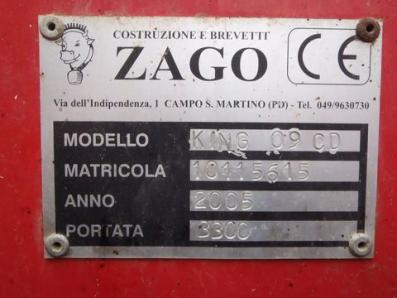 COSTRUZIONE E BREVETTI
ZAGO CE
Via dell'Indipendenza, 1 CAMPO S. MARTINO (PD) - Tel. 049/9630730
MODELLO KING 09 CD
MATRICOLA 10115615
ANNO 2005
PORTATA 3300